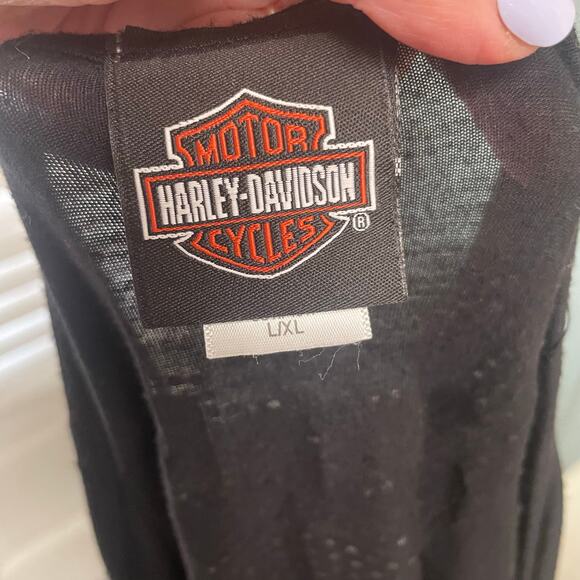 MOTOR
HARLEY-DAVIDSON
CYCLES
®
L/XL